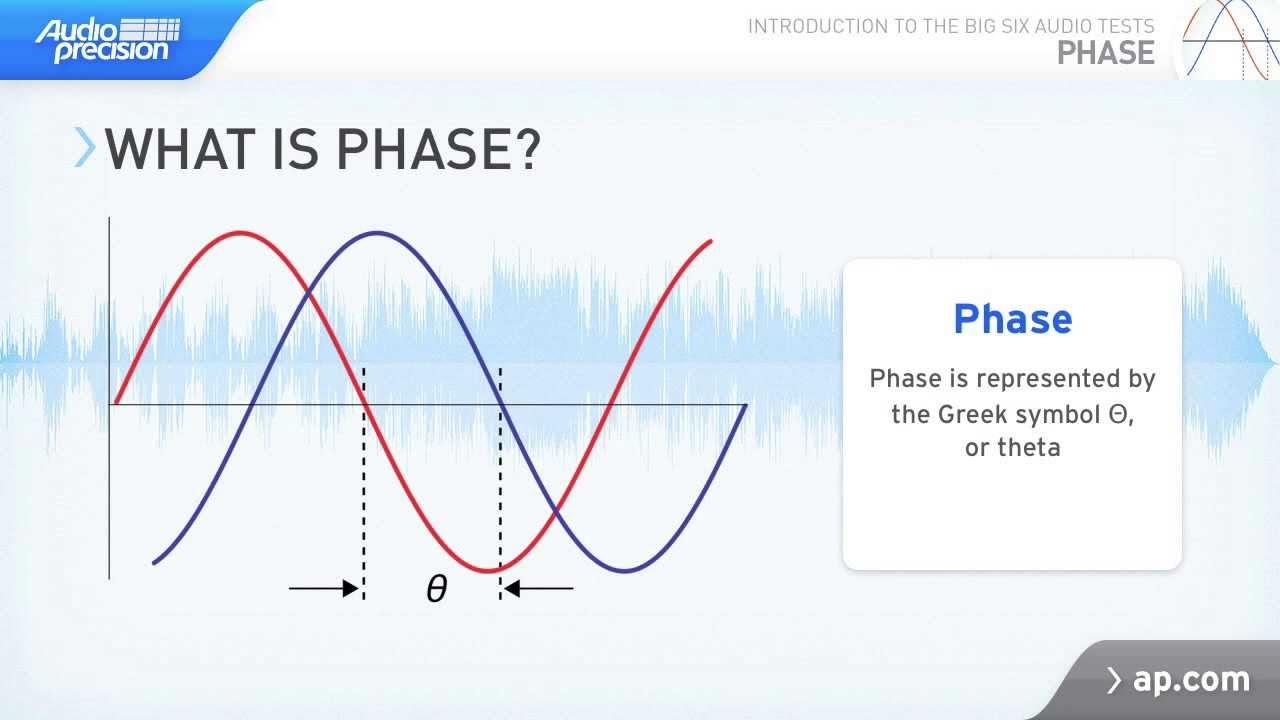 Audio
precision
INTRODUCTION TO THE BIG SIX AUDIO TESTS
PHASE
WHAT IS PHASE?
θ
Phase
Phase is represented by
the Greek symbol Θ,
or theta
ap.com